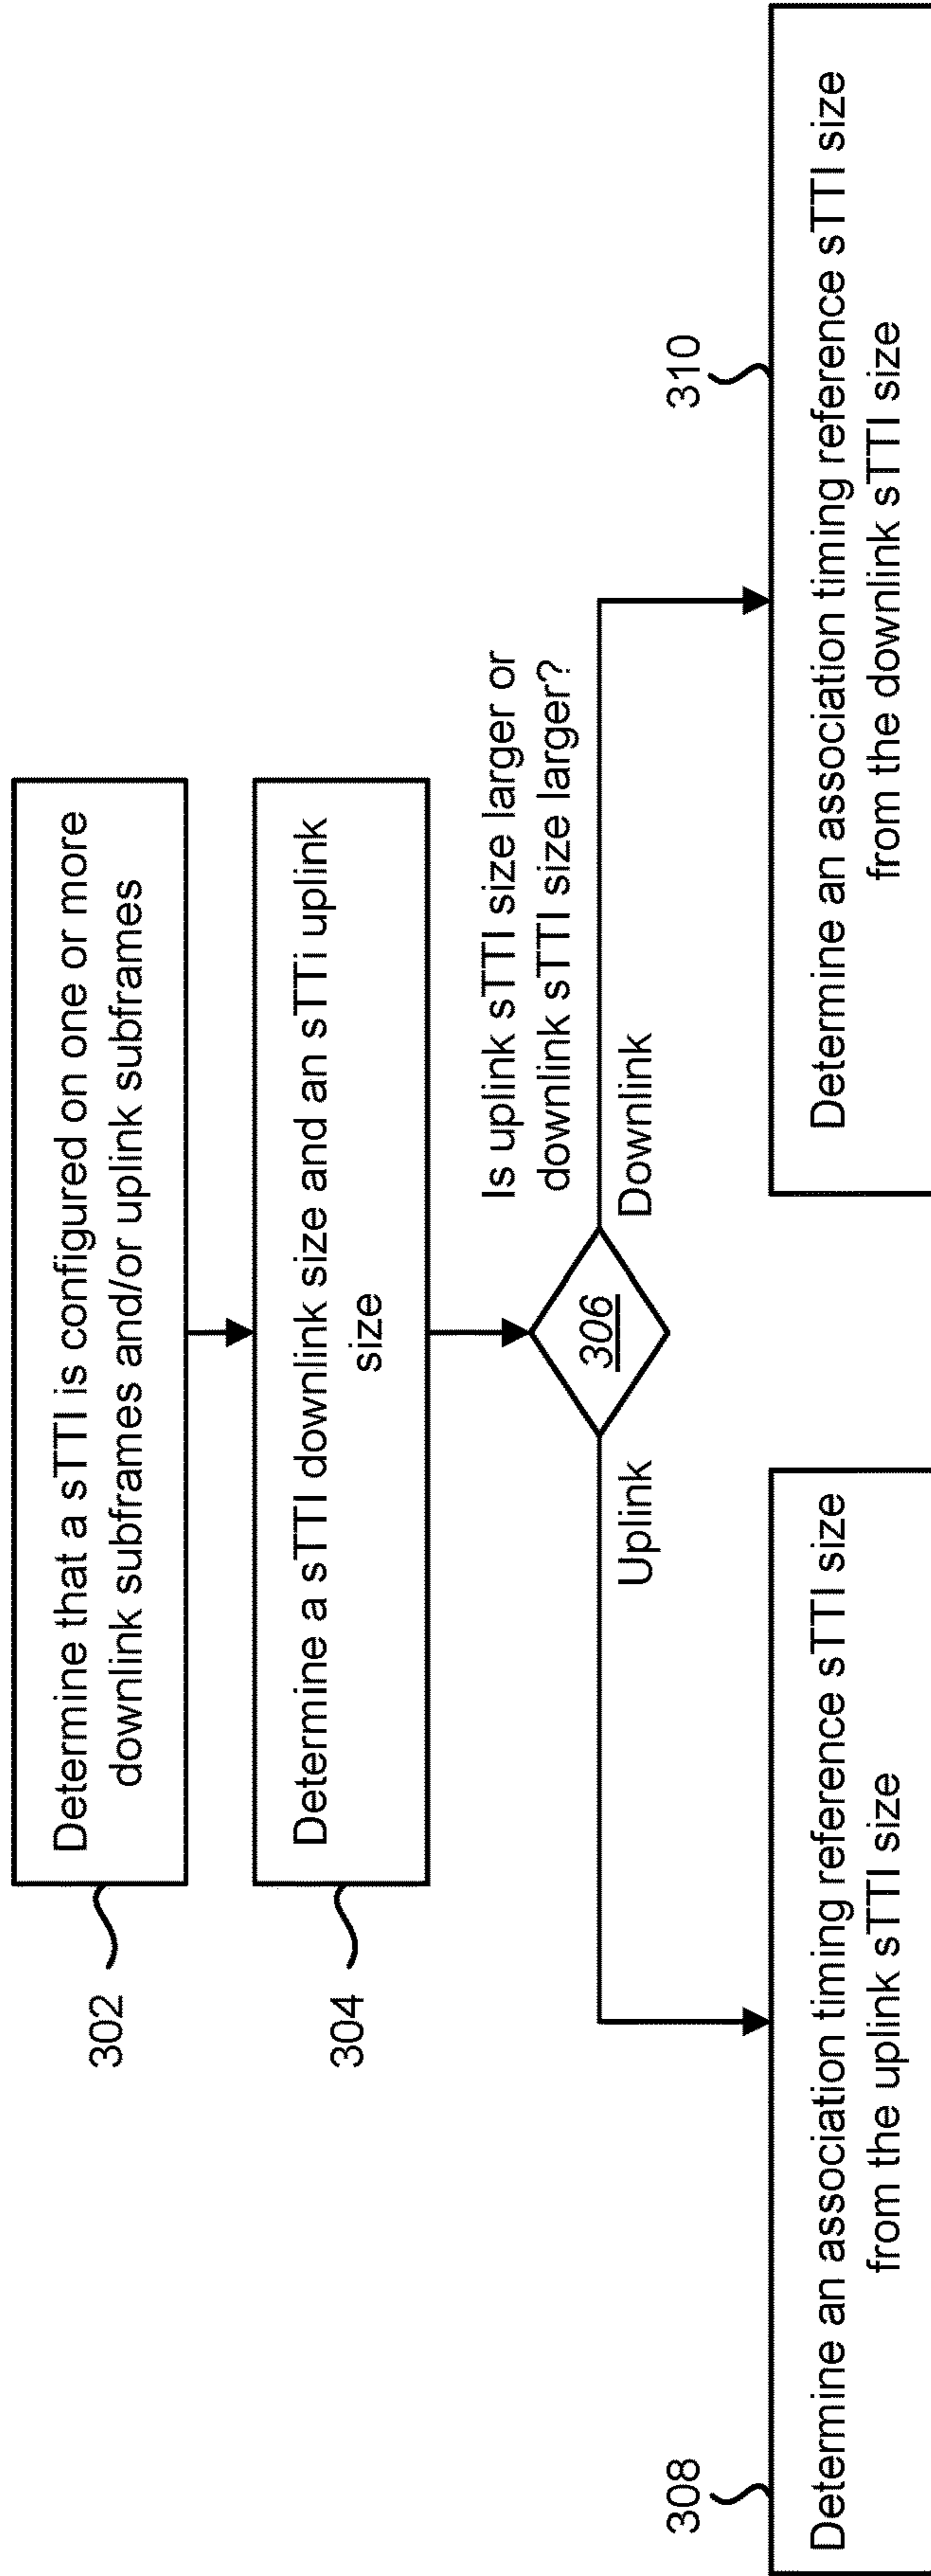 302
Determine that a sTTI is configured on one or more
downlink subframes and/or uplink subframes
304
Determine a sTTI downlink size and an sTTi uplink
size
Is uplink sTTI size larger or
downlink sTTI size larger?
306
Uplink
Downlink
308
Determine an association timing reference sTTI size
from the uplink sTTI size
310
Determine an association timing reference sTTI size
from the downlink sTTI size